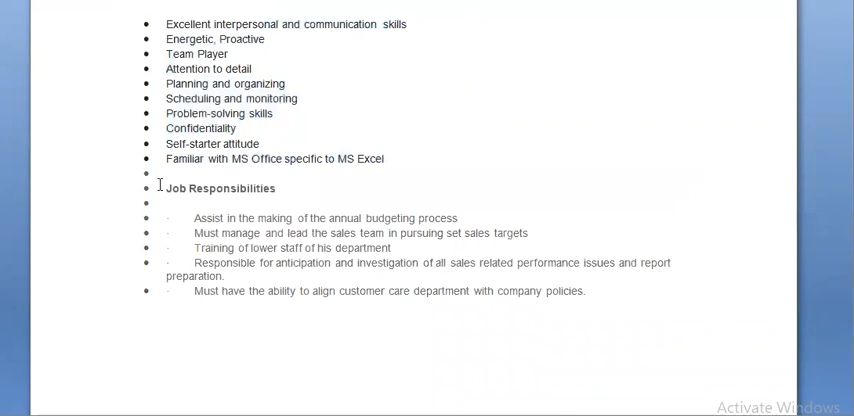 • Excellent interpersonal and communication skills
• Energetic, Proactive
• Team Player
• Attention to detail
• Planning and organizing
• Scheduling and monitoring
• Problem-solving skills
• Confidentiality
• Self-starter attitude
• Familiar with MS Office specific to MS Excel
•
• Job Responsibilities
•
• · Assist in the making of the annual budgeting process
• · Must manage and lead the sales team in pursuing set sales targets
• · Training of lower staff of his department
• · Responsible for anticipation and investigation of all sales related performance issues and report
preparation.
• · Must have the ability to align customer care department with company policies.
Activate Windows